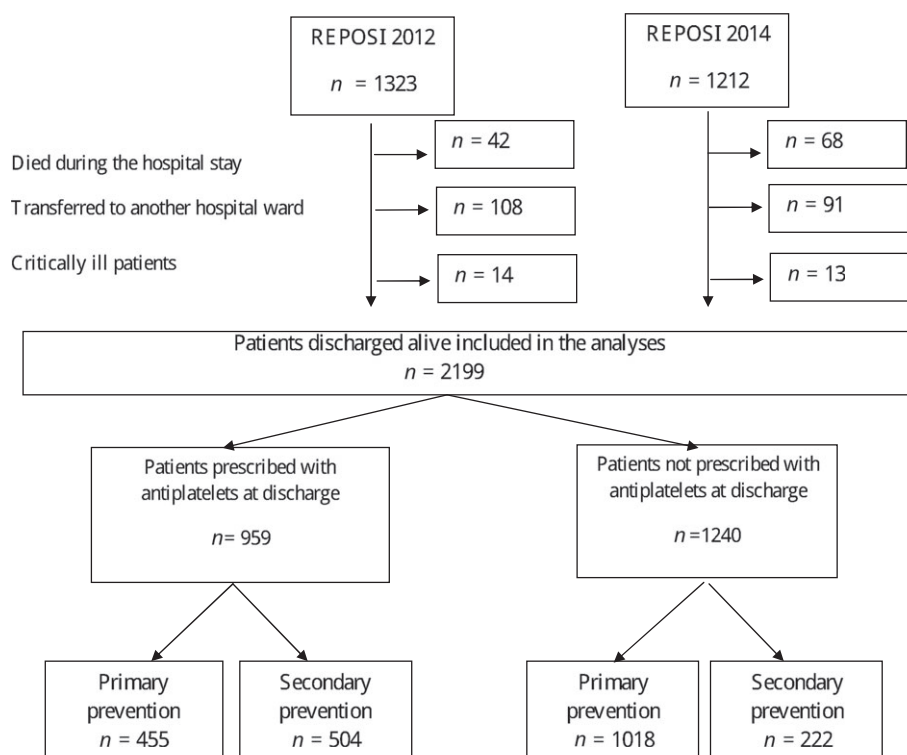 REPOSI 2012
n = 1323
REPOSI 2014
n = 1212
Died during the hospital stay
n = 42
n = 68
Transferred to another hospital ward
n = 108
n = 91
Critically ill patients
n = 14
n = 13
Patients discharged alive included in the analyses
n = 2199
Patients prescribed with
antiplatelets at discharge
n= 959
Patients not prescribed with
antiplatelets at discharge
n=1240
Primary
prevention
n = 455
Secondary
prevention
n = 504
Primary
prevention
n = 1018
Secondary
prevention
n = 222